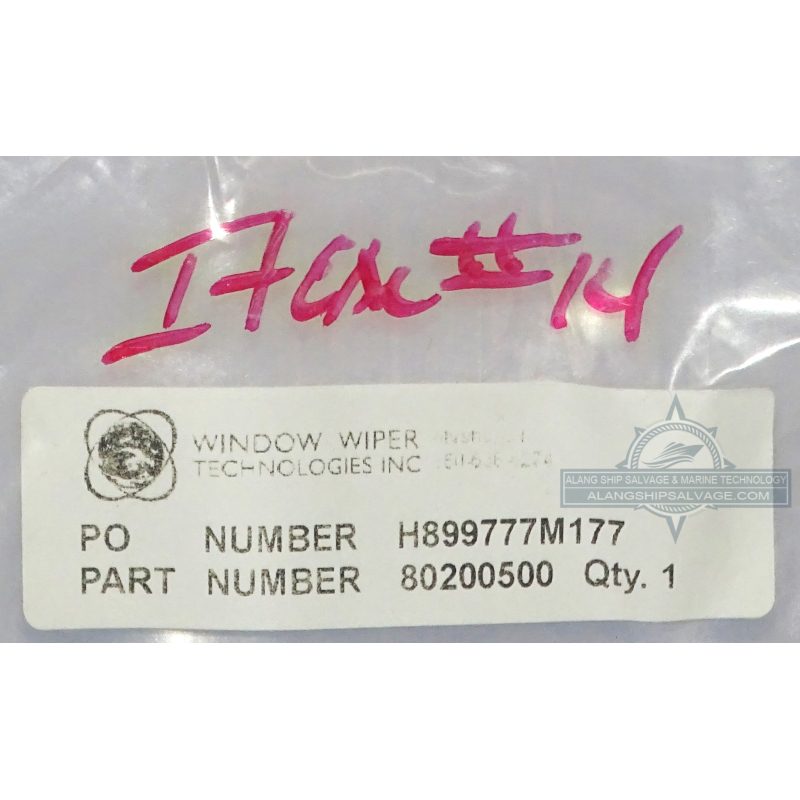 ITEM #14
WINDOW WIPER
TECHNOLOGIES INC
PO NUMBER H899777M177
PART NUMBER 80200500 Qty. 1
ALANG SHIP SALVAGE & MARINE TECHNOLOGY
ALANGSHIPSALVAGE.COM